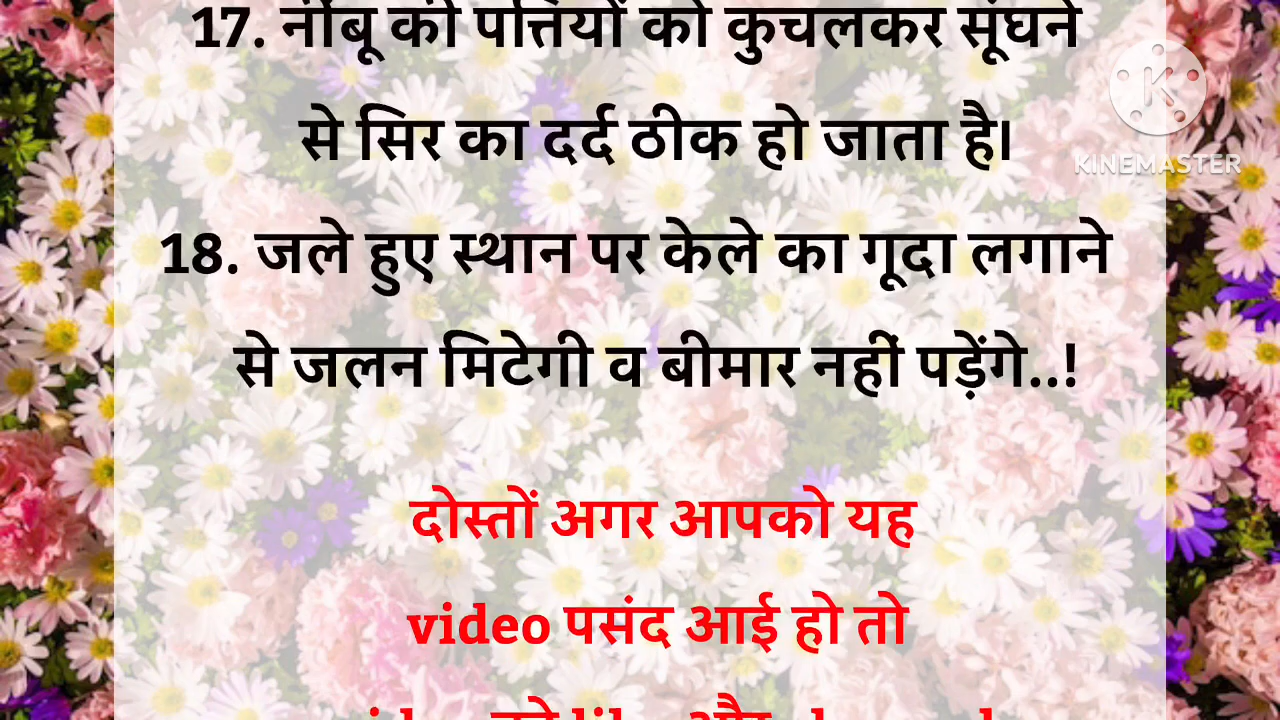 17. नींबू की पत्तियों को कुचलकर सूंघने
से सिर का दर्द ठीक हो जाता है।
18. जले हुए स्थान पर केले का गूदा लगाने
से जलन मिटेगी व बीमार नहीं पड़ेंगे..!
दोस्तों अगर आपको यह
video पसंद आई हो तो
K
KINEMASTER